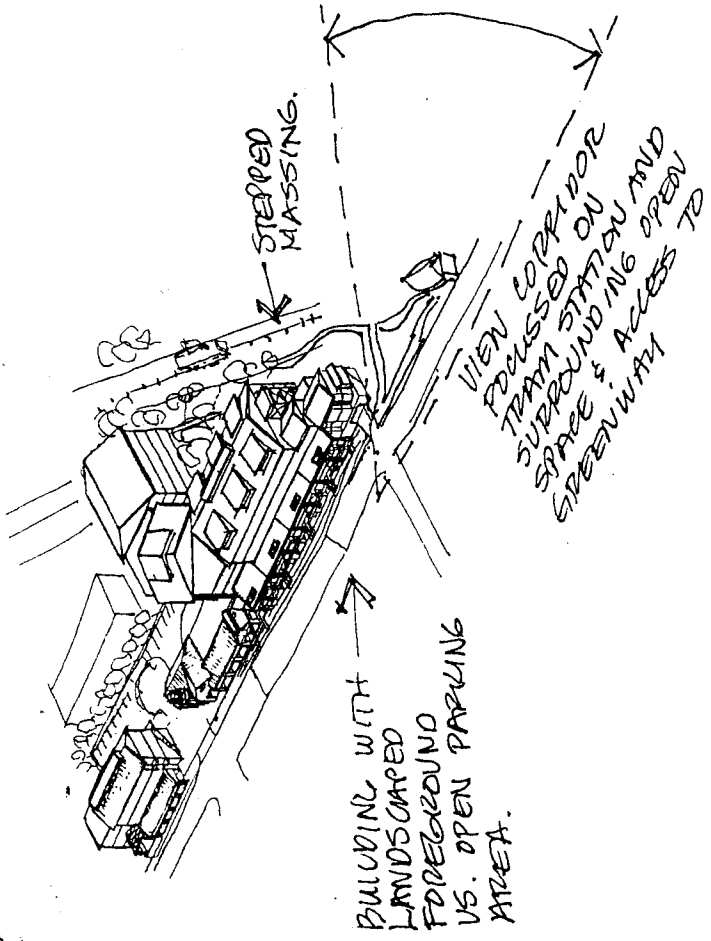 STEPPED
MASSING.
VIEW CORRIDOR
FOCUSSED ON
TRAM STATION AND
SURROUNDING OPEN
SPACE & ACCESS TO
GREENWAY
BUILDING WITH
LANDSCAPED
FOREGROUND
VS. OPEN PARKING
AREA.